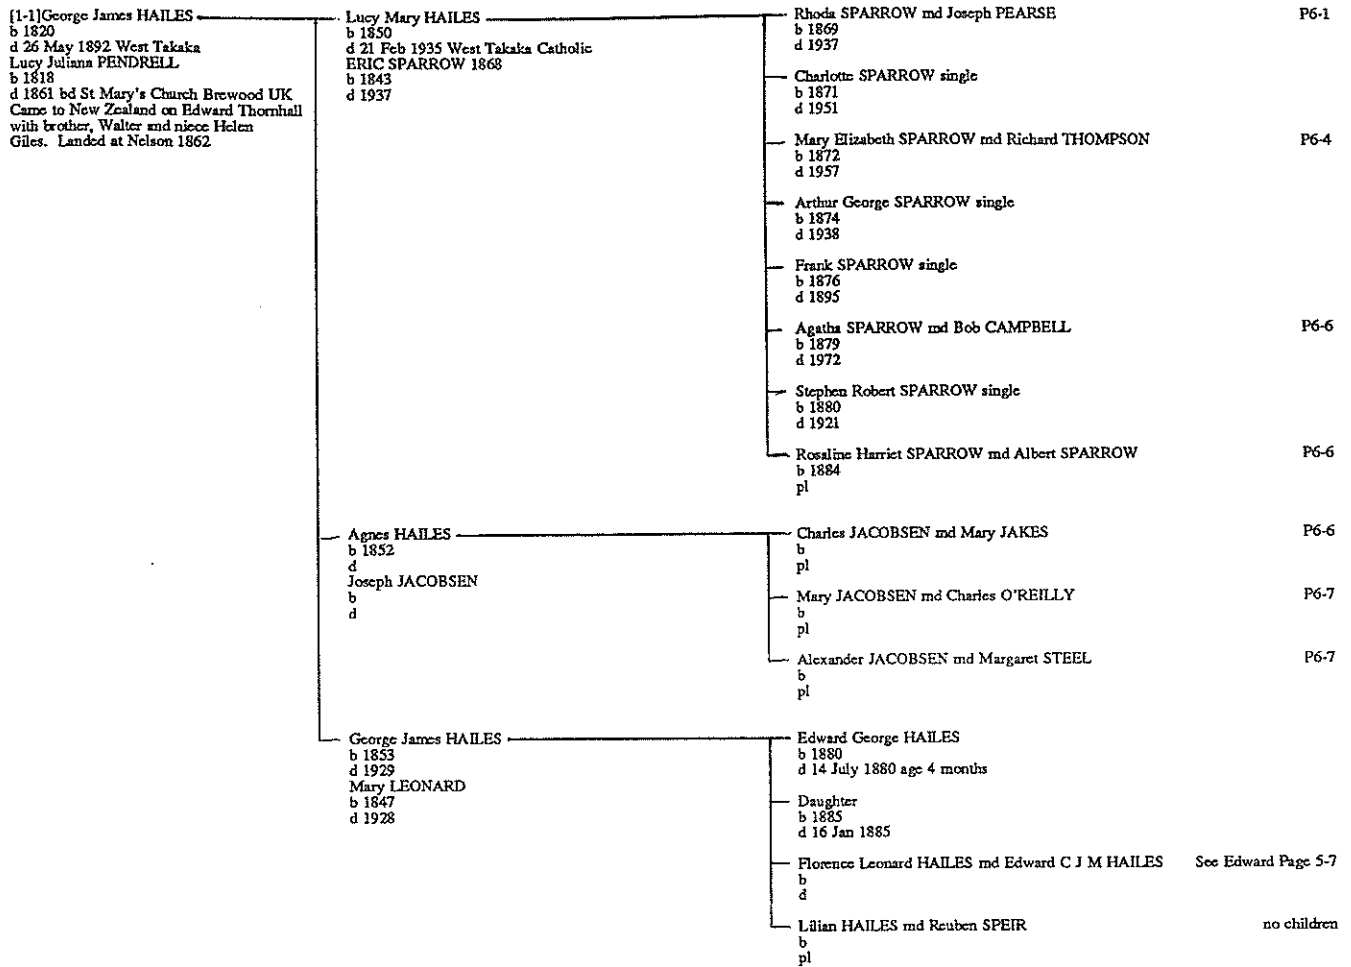 [1-1]George James HAILES
b 1820
d 26 May 1892 West Takaka
Lucy Juliana PENDRELL
b 1818
d 1861 bd St Mary's Church Brewood UK
Came to New Zealand on Edward Thornhall
with brother, Walter and niece Helen
Giles. Landed at Nelson 1862
Lucy Mary HAILES
b 1850
d 21 Feb 1935 West Takaka Catholic
ERIC SPARROW 1868
b 1843
d 1937
Rhoda SPARROW md Joseph PEARSE P6-1
b 1869
d 1937
Charlotte SPARROW single
b 1871
d 1951
Mary Elizabeth SPARROW md Richard THOMPSON P6-4
b 1872
d 1957
Arthur George SPARROW single
b 1874
d 1938
Frank SPARROW single
b 1876
d 1895
Agatha SPARROW md Bob CAMPBELL P6-6
b 1879
d 1972
Stephen Robert SPARROW single
b 1880
d 1921
Rosaline Harriet SPARROW md Albert SPARROW P6-6
b 1884
pl
Agnes HAILES
b 1852
d
Joseph JACOBSEN
b
d
Charles JACOBSEN md Mary JAKES P6-6
b
pl
Mary JACOBSEN md Charles O'REILLY P6-7
b
pl
Alexander JACOBSEN md Margaret STEEL P6-7
b
pl
George James HAILES
b 1853
d 1929
Mary LEONARD
b 1847
d 1928
Edward George HAILES
b 1880
d 14 July 1880 age 4 months
Daughter
b 1885
d 16 Jan 1885
Florence Leonard HAILES md Edward C J M HAILES See Edward Page 5-7
b
d
Lilian HAILES md Reuben SPEIR no children
b
pl